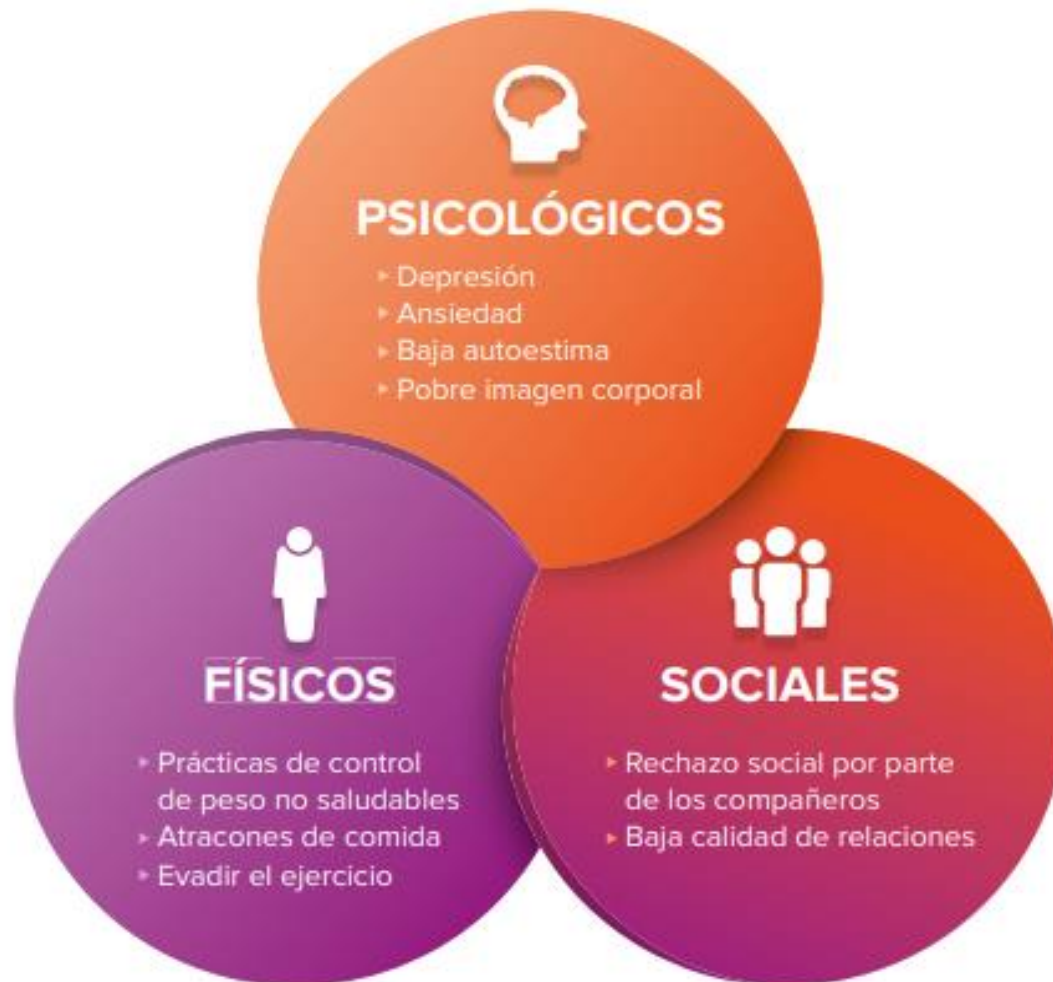 PSICOLÓGICOS
▸ Depresión
▸ Ansiedad
▸ Baja autoestima
▸ Pobre imagen corporal
FÍSICOS
▸ Prácticas de control
de peso no saludables
▸ Atracones de comida
▸ Evadir el ejercicio
SOCIALES
▸ Rechazo social por parte
de los compañeros
▸ Baja calidad de relaciones